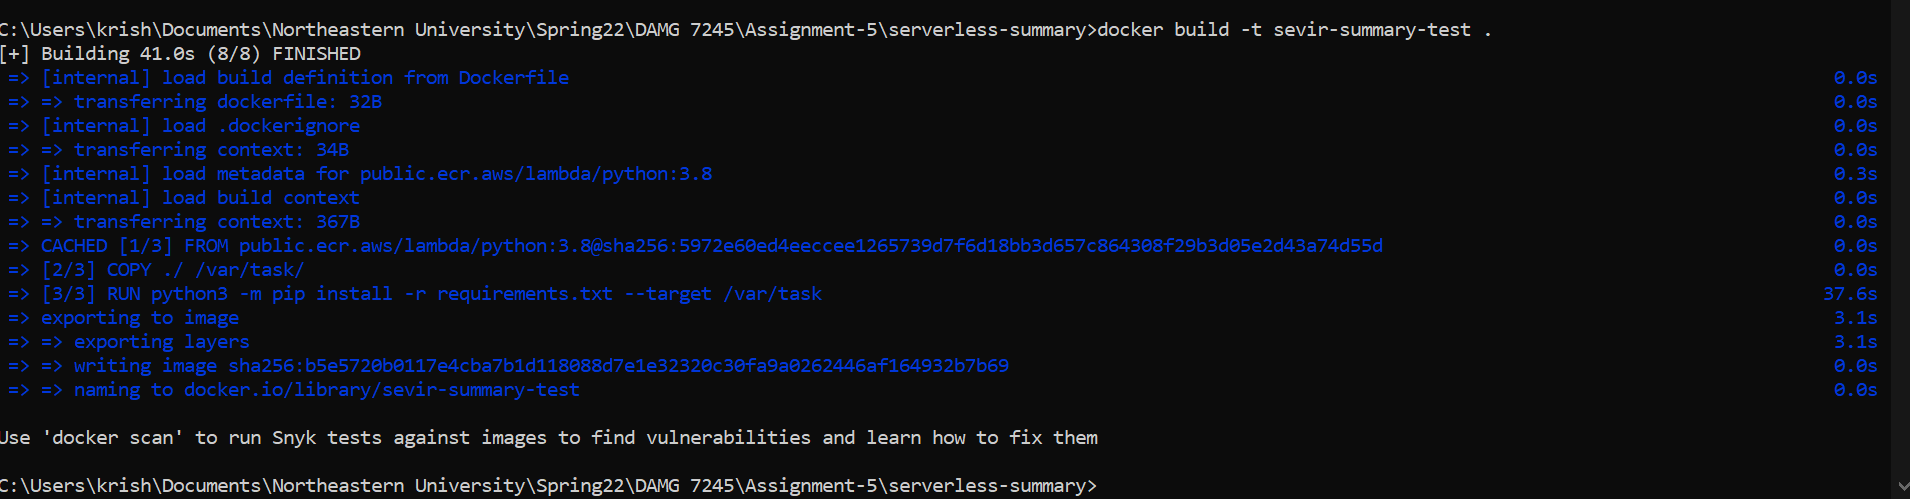 C:\Users\krish\Documents\Northeastern University\Spring22\DAMG 7245\Assignment-5\serverless-summary>docker build -t sevir-summary-test .
[+] Building 41.0s (8/8) FINISHED
=> [internal] load build definition from Dockerfile 0.0s
=> => transferring dockerfile: 32B 0.0s
=> [internal] load .dockerignore 0.0s
=> => transferring context: 34B 0.0s
=> [internal] load metadata for public.ecr.aws/lambda/python:3.8 0.3s
=> [internal] load build context 0.0s
=> => transferring context: 367B 0.0s
=> CACHED [1/3] FROM public.ecr.aws/lambda/python:3.8@sha256:5972e60ed4eeccee1265739d7f6d18bb3d657c864308f29b3d05e2d43a74d55d 0.0s
=> [2/3] COPY ./ /var/task/ 0.0s
=> [3/3] RUN python3 -m pip install -r requirements.txt --target /var/task 37.6s
=> exporting to image 3.1s
=> => exporting layers 3.1s
=> => writing image sha256:b5e5720b0117e4cba7b1d118088d7e1e32320c30fa9a0262446af164932b7b69 0.0s
=> => naming to docker.io/library/sevir-summary-test 0.0s
Use 'docker scan' to run Snyk tests against images to find vulnerabilities and learn how to fix them
C:\Users\krish\Documents\Northeastern University\Spring22\DAMG 7245\Assignment-5\serverless-summary>